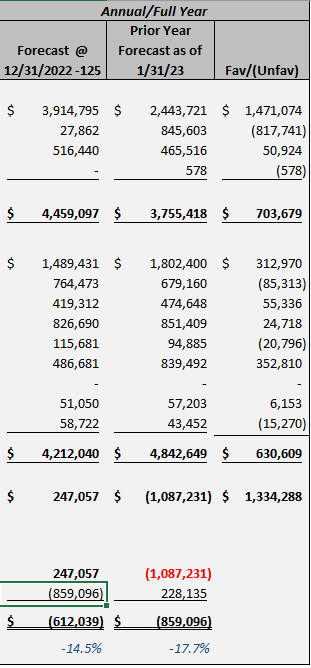 Annual/Full Year
Prior Year
Forecast @ Forecast as of
12/31/2022 -125 1/31/23 Fav/(Unfav)
$ 3,914,795 $ 2,443,721 $ 1,471,074
27,862 845,603 (817,741)
516,440 465,516 50,924
- 578 (578)
$ 4,459,097 $ 3,755,418 $ 703,679
$ 1,489,431 $ 1,802,400 $ 312,970
764,473 679,160 (85,313)
419,312 474,648 55,336
826,690 851,409 24,718
115,681 94,885 (20,796)
486,681 839,492 352,810
- - -
51,050 57,203 6,153
58,722 43,452 (15,270)
$ 4,212,040 $ 4,842,649 $ 630,609
$ 247,057 $ (1,087,231) $ 1,334,288
247,057 (1,087,231)
(859,096) 228,135
$ (612,039) $ (859,096)
-14.5% -17.7%